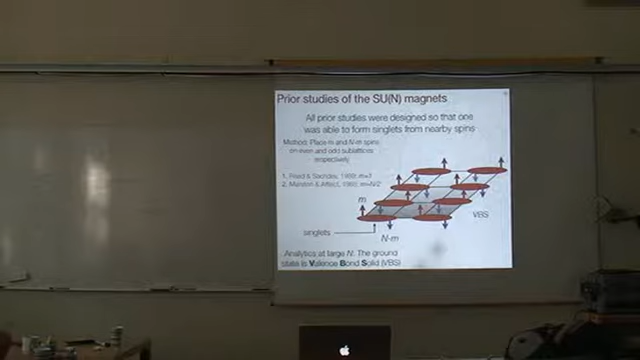 Prior studies of the SU(N) magnets
All prior studies were designed so that one
was able to form singlets from nearby spins
Method: Place m and N-m spins
on even and odd sublattices
respectively
1. Read & Sachdev, 1989; m=1
2. Marston & Affleck, 1989; m=N/2
m
VBS
singlets
N-m
Analytics at large N: The ground
state is Valence Bond Solid (VBS)